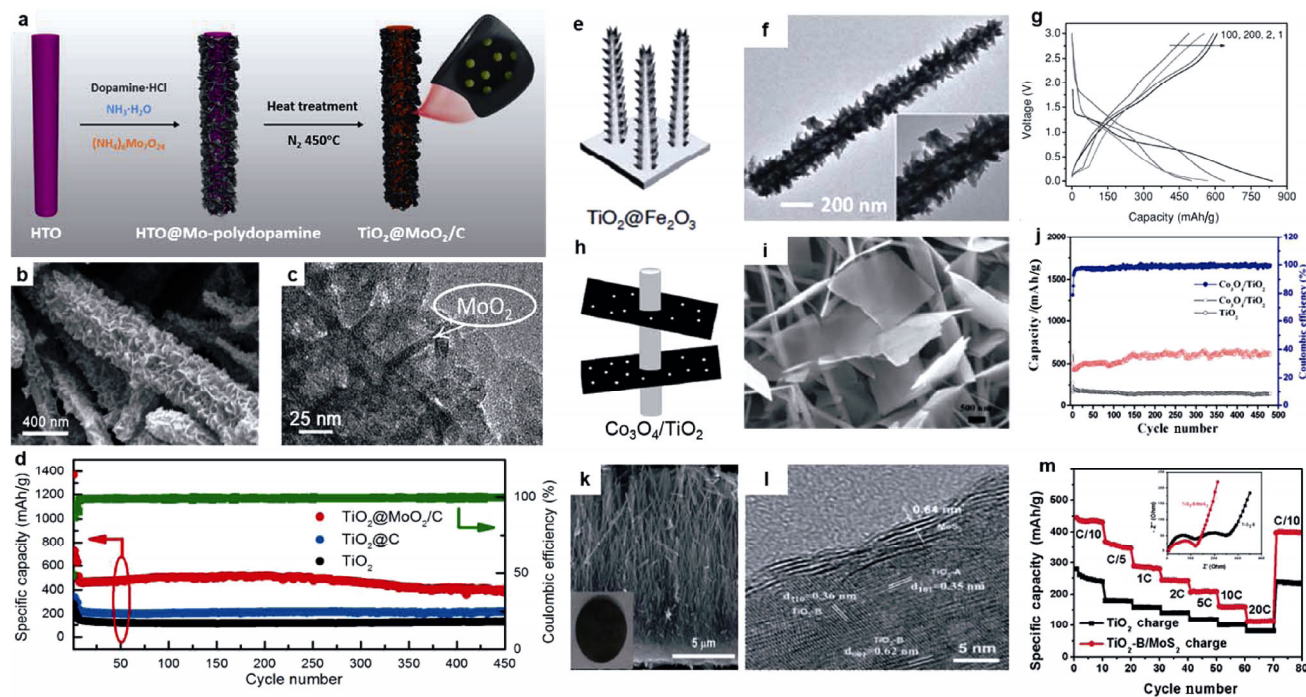 a
Dopamine·HCl
NH₃·H₂O
(NH₄)₆Mo₇O₂₄
Heat treatment
N₂ 450°C
HTO
HTO@Mo-polydopamine
TiO₂@MoO₂/C
b
400 nm
c
MoO₂
25 nm
d
Specific capacity (mAh/g)
1400
1200
1000
800
600
400
200
0
TiO₂@MoO₂/C
TiO₂@C
TiO₂
100
50
0
Coulombic efficiency (%)
50 100 150 200 250 300 350 400 450
Cycle number
e
TiO₂@Fe₂O₃
f
200 nm
g
100, 200, 2, 1
Voltage (V)
3.0
2.5
2.0
1.5
1.0
0.5
0.0
0 150 300 450 600 750 900
Capacity (mAh/g)
h
Co₃O₄/TiO₂
i
500 nm
j
Capacity /(mAh/g)
2000
1750
1500
1250
1000
750
500
250
0
Co₃O/TiO₂
Co₃O/TiO₂
TiO₂
120
100
80
60
40
20
0
Coulombic efficiency (%)
0 50 100 150 200 250 300 350 400 450 500
Cycle number
k
5 µm
l
0.64 nm
MoS₂
TiO₂-A
d₁₀₁=0.35 nm
d₁₁₀=0.36 nm
TiO₂-B
TiO₂-B
=0.62 nm
5 nm
m
Specific capacity (mAh/g)
500
400
300
200
100
0
C/10
C/5
1C
2C
5C
10C
20C
C/10
- Z'' (Ohm)
Z' (Ohm)
TiO₂ charge
TiO₂-B/MoS₂ charge
0 10 20 30 40 50 60 70 80
Cycle number